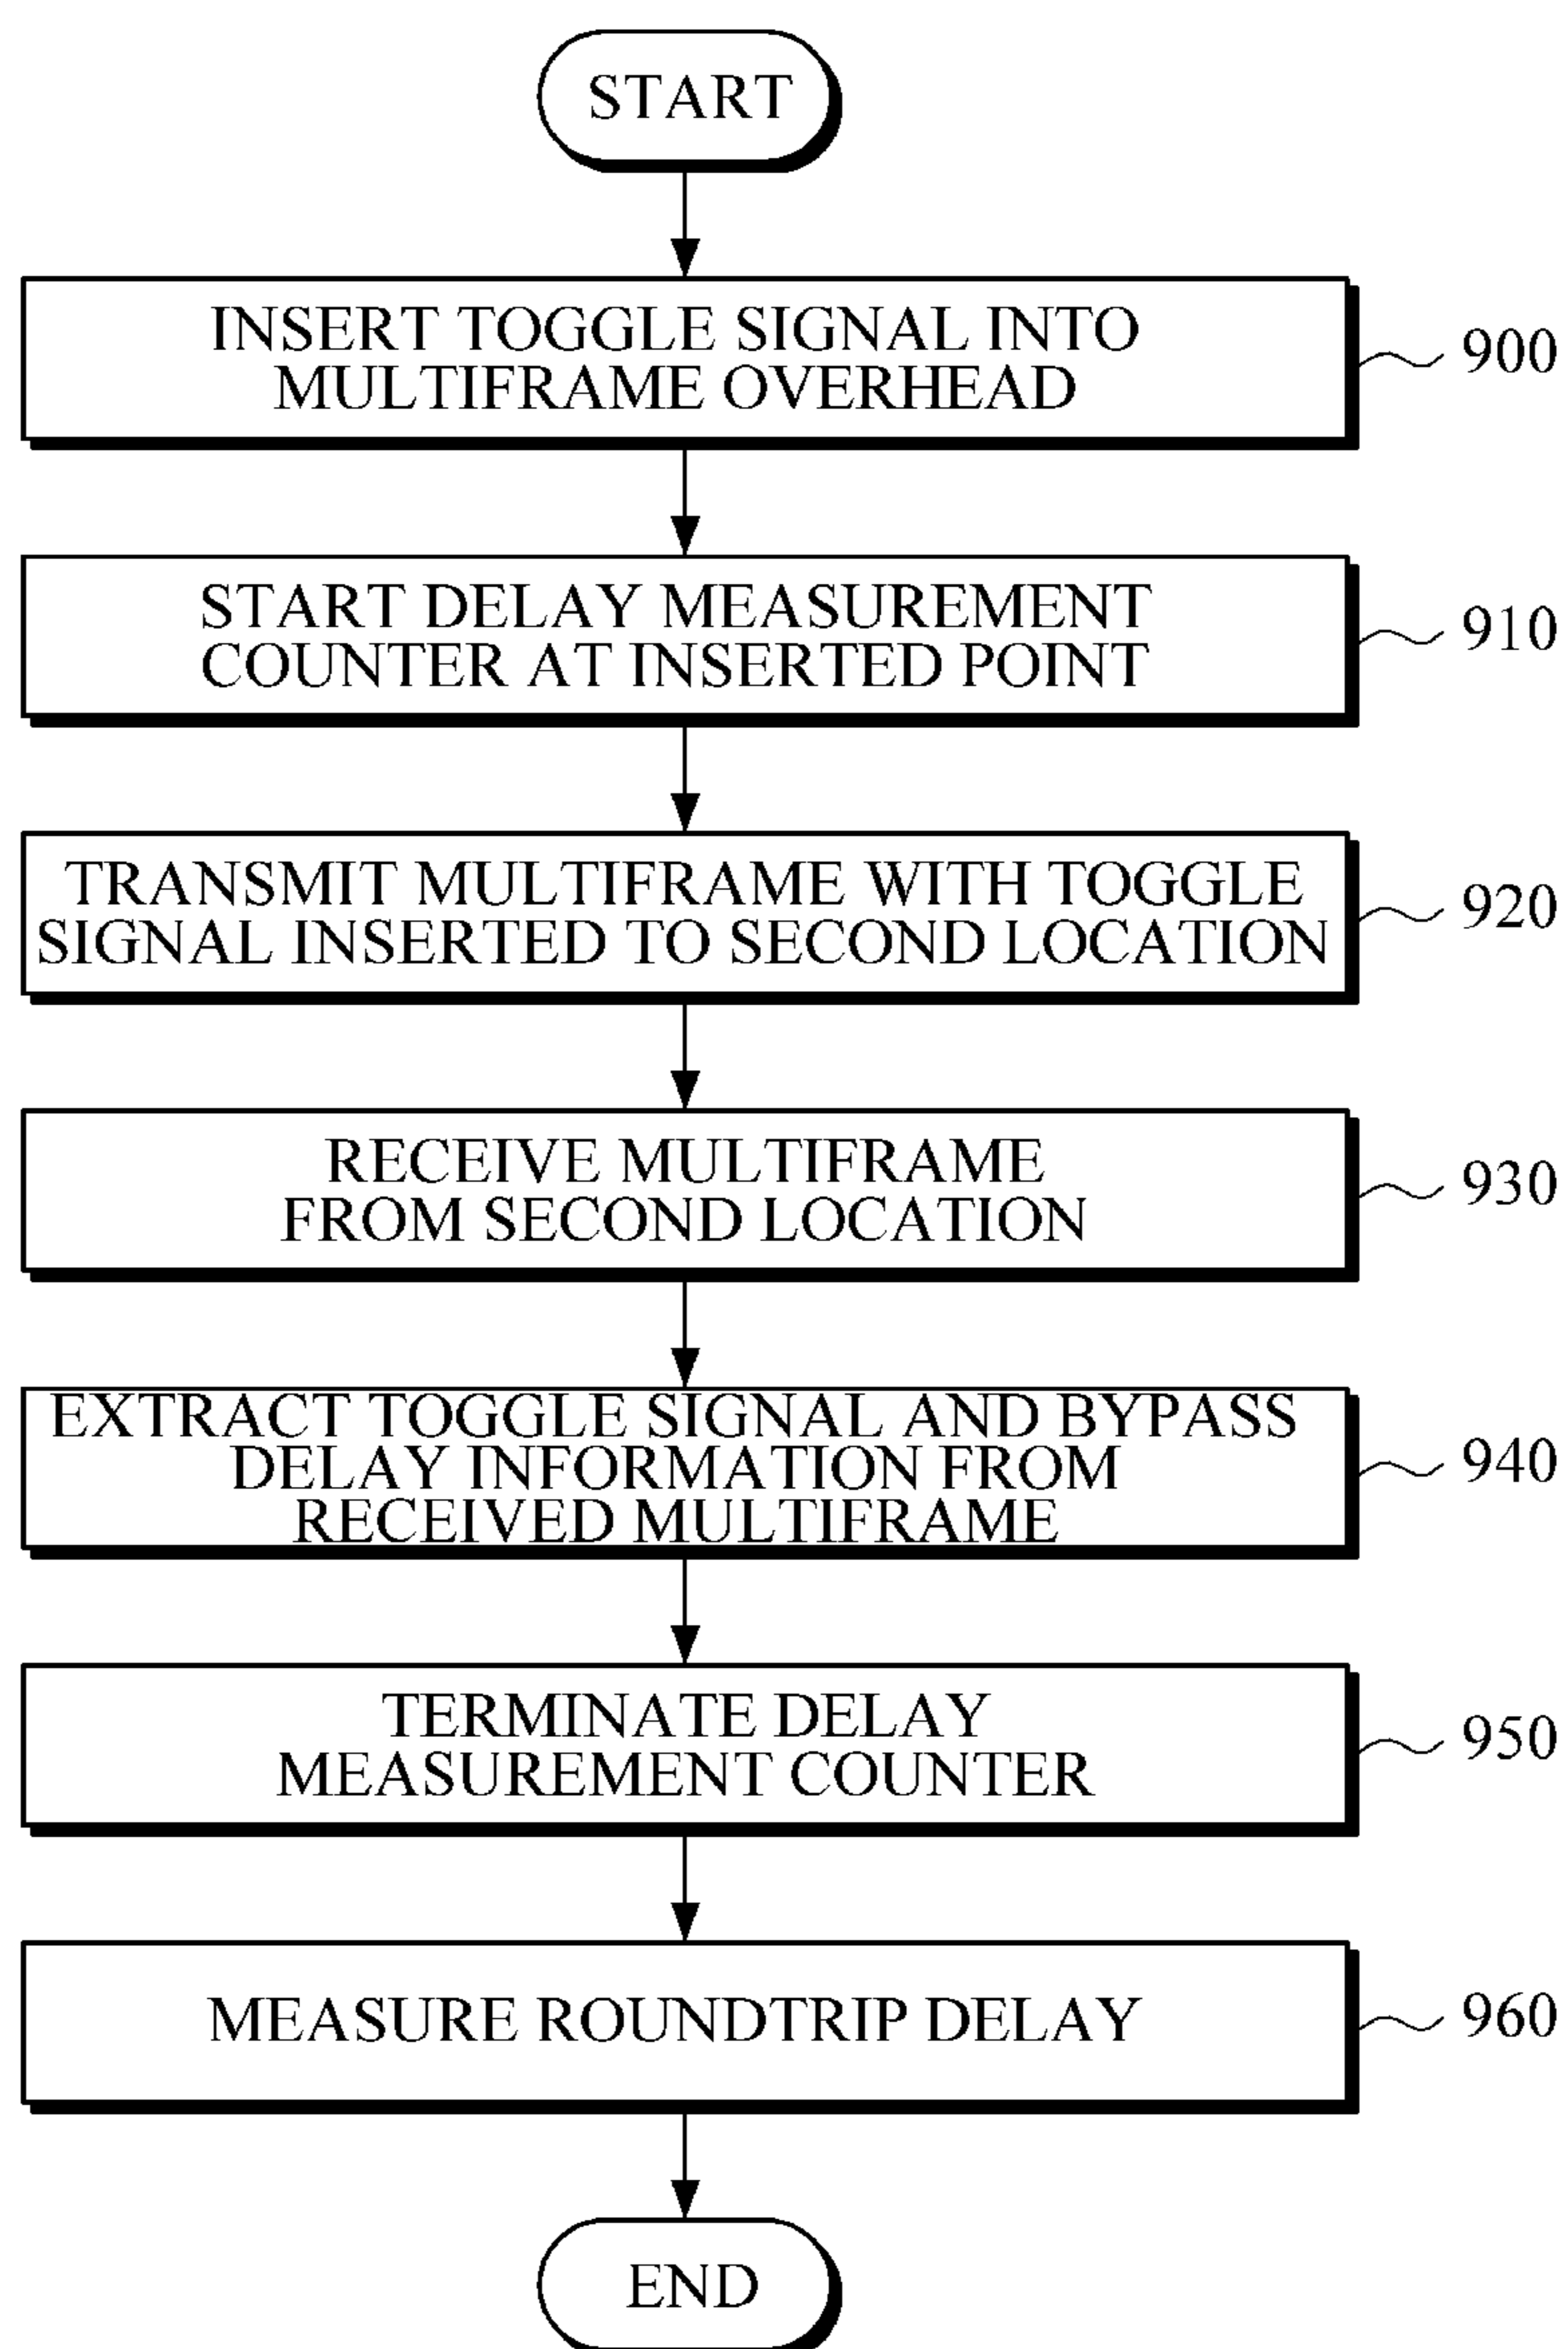 START
INSERT TOGGLE SIGNAL INTO
MULTIFRAME OVERHEAD
900
START DELAY MEASUREMENT
COUNTER AT INSERTED POINT
910
TRANSMIT MULTIFRAME WITH TOGGLE
SIGNAL INSERTED TO SECOND LOCATION
920
RECEIVE MULTIFRAME
FROM SECOND LOCATION
930
EXTRACT TOGGLE SIGNAL AND BYPASS
DELAY INFORMATION FROM
RECEIVED MULTIFRAME
940
TERMINATE DELAY
MEASUREMENT COUNTER
950
MEASURE ROUNDTRIP DELAY
960
END